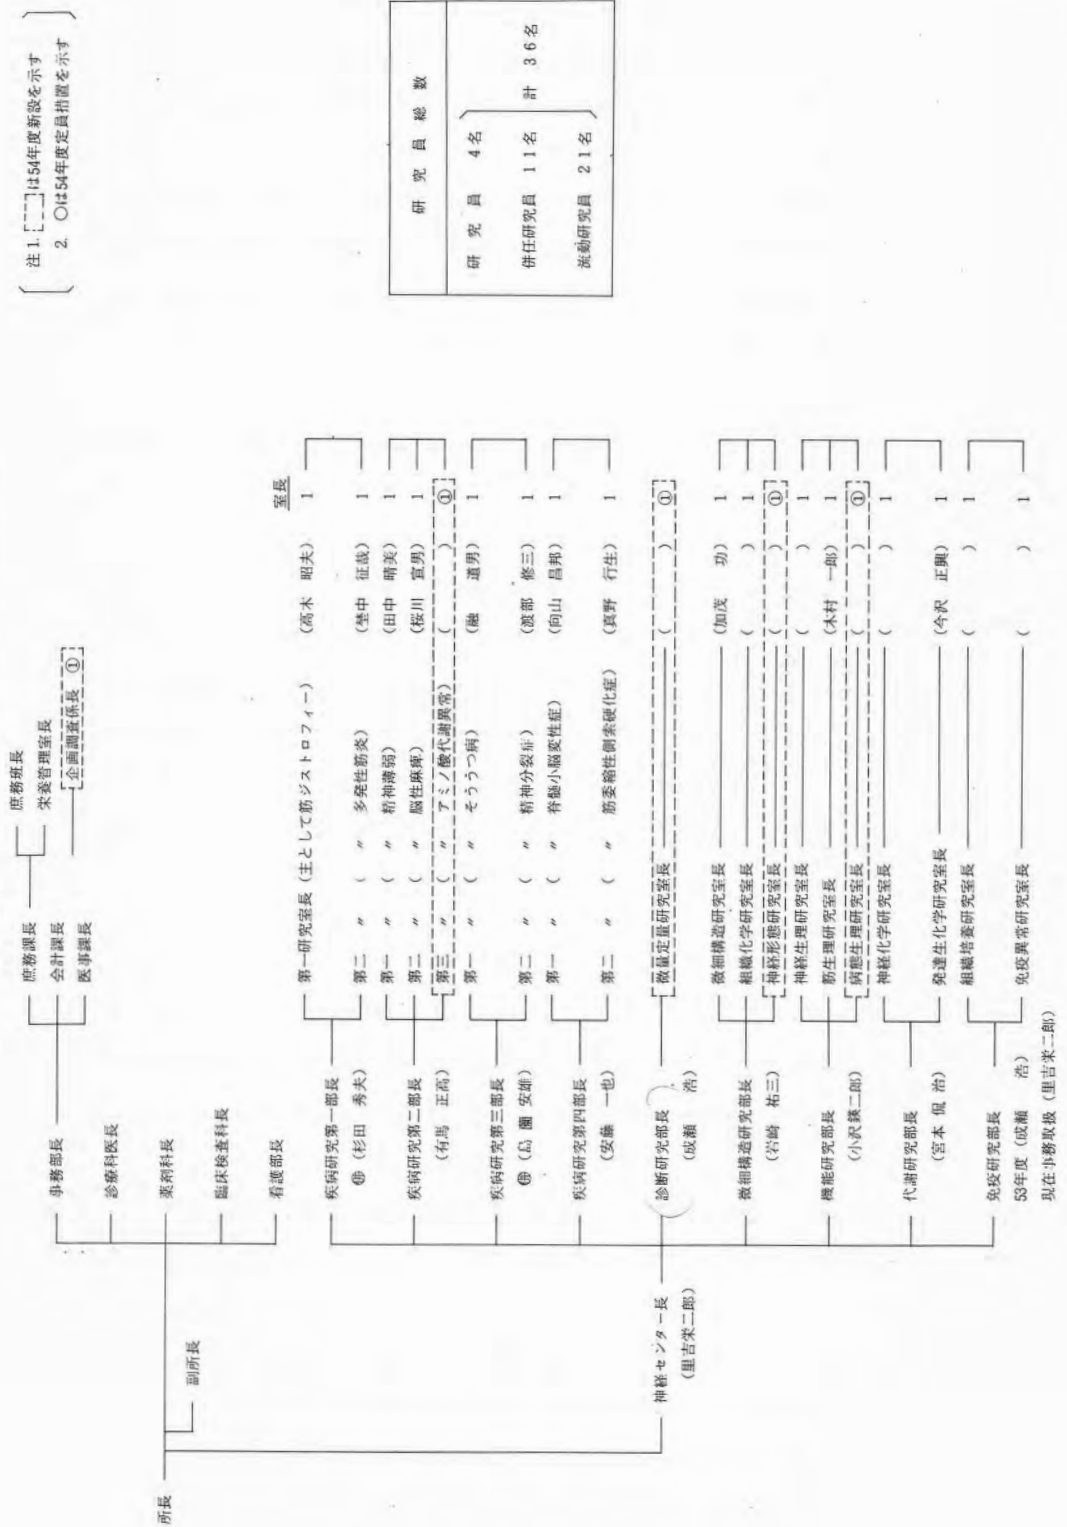 注1. は54年度新設を示す
2. ○は54年度定員措置を示す
研究員総数
研究員 4名
併任研究員 11名
流動研究員 21名
計 36名
所長
副所長
事務部長
診療科医長
薬剤科長
臨床検査科長
看護部長
庶務課長
会計課長
医事課長
庶務班長
栄養管理室長
企画調査係長 ①
神経センター長
(里吉栄二郎)
室長
疾病研究第一部長
㊝ (杉田 秀夫)
第一研究室長 (主として筋ジストロフィー) (高木 昭夫) 1
第二 〃 ( 〃 多発性筋炎) (埜中 征哉) 1
疾病研究第二部長
(有馬 正高)
第一 〃 ( 〃 精神薄弱) (田中 晴美) 1
第二 〃 ( 〃 脳性麻痺) (桜川 宣男) 1
第三 〃 ( 〃 アミノ酸代謝異常) ( ) ①
疾病研究第三部長
㊝ (島薗 安雄)
第一 〃 ( 〃 そううつ病) (融 道男) 1
第二 〃 ( 〃 精神分裂症) (渡部 修三) 1
疾病研究第四部長
(安藤 一也)
第一 〃 ( 〃 脊髄小脳変性症) (向山 昌邦) 1
第二 〃 ( 〃 筋委縮性側索硬化症) (真野 行生) 1
診断研究部長
(成瀬 浩)
微量定量研究室長 ( ) ①
微細構造研究部長
(岩崎 祐三)
微細構造研究室長 (加茂 功) 1
組織化学研究室長 ( ) 1
神経形態研究室長 ( ) ①
機能研究部長
(小沢鍈二郎)
神経生理研究室長 ( ) 1
筋生理研究室長 (木村 一郎) 1
病態生理研究室長 ( ) ①
代謝研究部長
(宮本 侃治)
神経化学研究室長 ( ) 1
発達生化学研究室長 (今沢 正興) 1
免疫研究部長
53年度 (成瀬 浩)
現在事務取扱 (里吉栄二郎)
組織培養研究室長 ( ) 1
免疫異常研究室長 ( ) 1